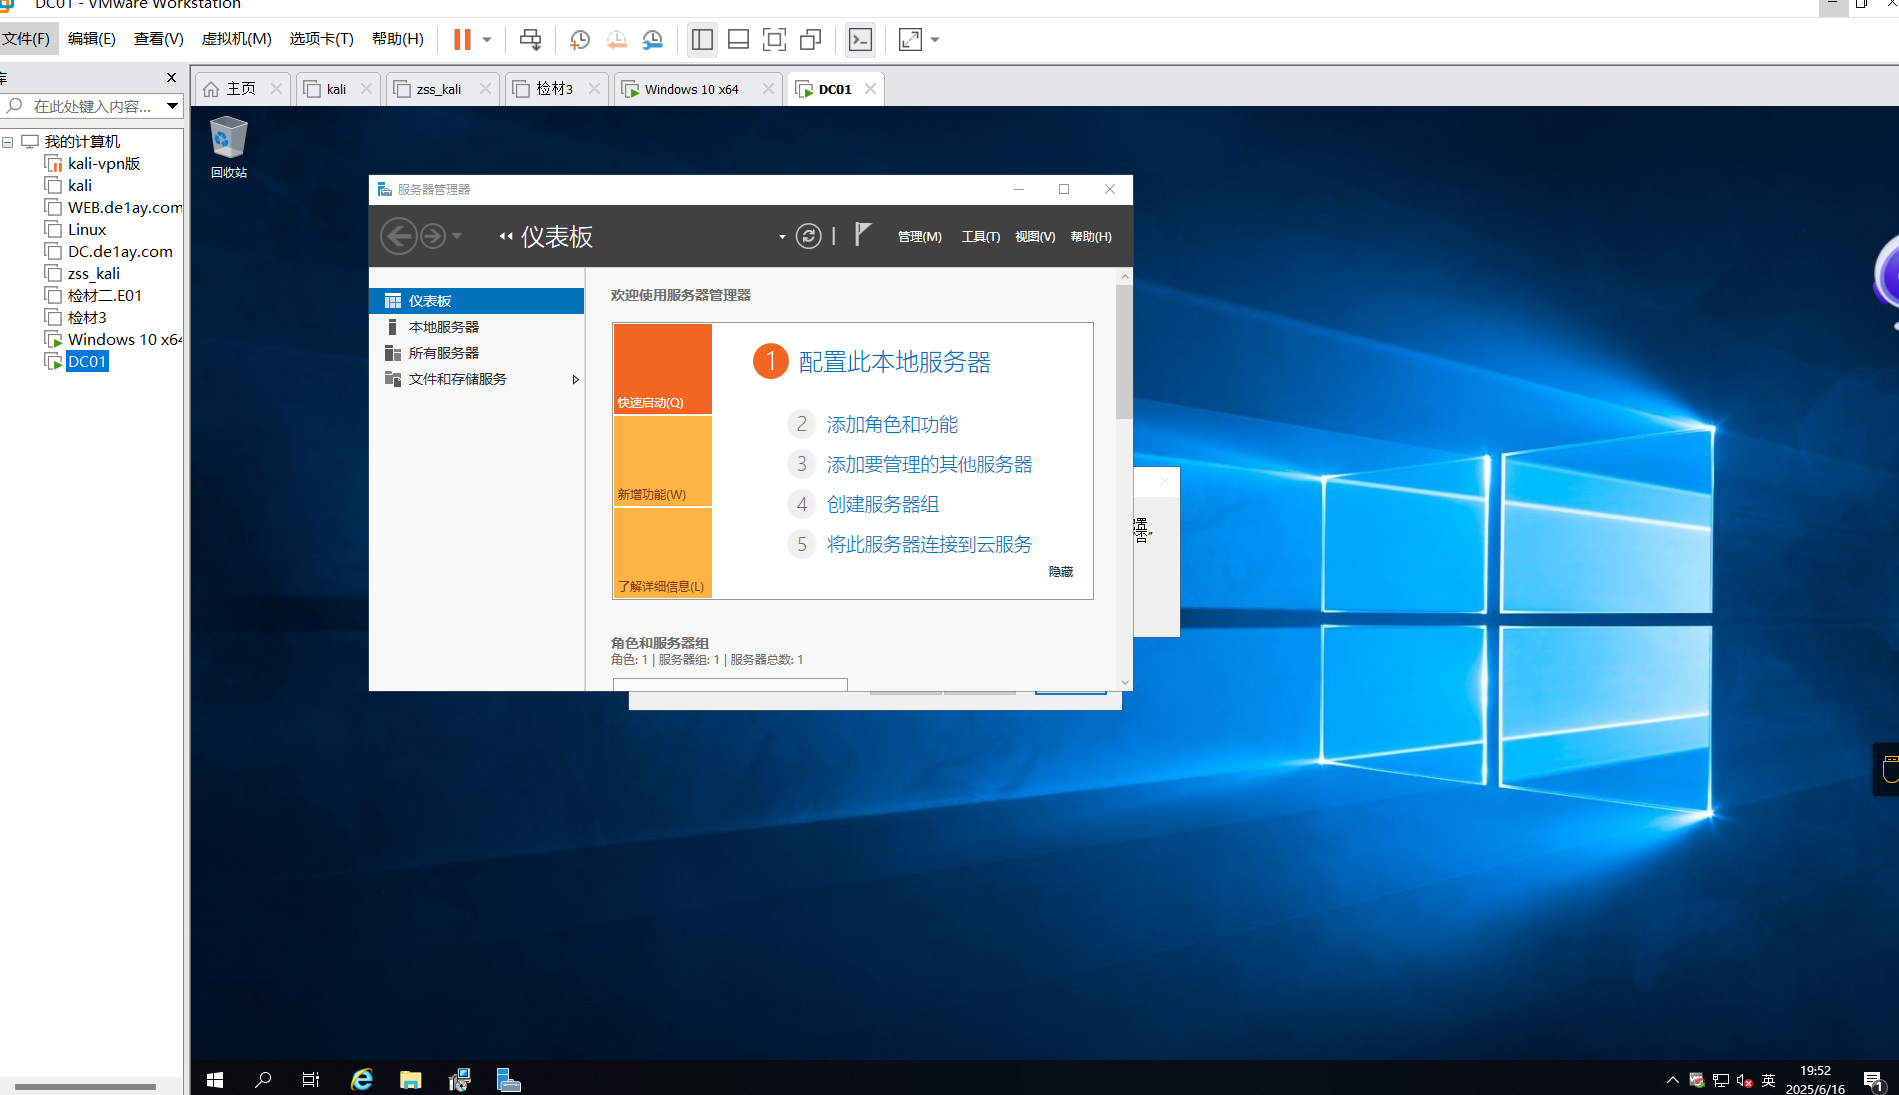 DC01 - VMware Workstation
文件(F) 编辑(E) 查看(V) 虚拟机(M) 选项卡(T) 帮助(H)
库
在此处键入内容...
主页 kali zss_kali 检材3 Windows 10 x64 DC01
我的计算机
kali-vpn版
kali
WEB.de1ay.com
Linux
DC.de1ay.com
zss_kali
检材二.E01
检材3
Windows 10 x64
DC01
回收站
服务器管理器
仪表板
管理(M) 工具(T) 视图(V) 帮助(H)
仪表板
本地服务器
所有服务器
文件和存储服务
欢迎使用服务器管理器
快速启动(Q)
新增功能(W)
了解详细信息(L)
1 配置此本地服务器
2 添加角色和功能
3 添加要管理的其他服务器
4 创建服务器组
5 将此服务器连接到云服务
隐藏
角色和服务器组
角色: 1 | 服务器组: 1 | 服务器总数: 1
置
否”
英
19:52
2025/6/16
1